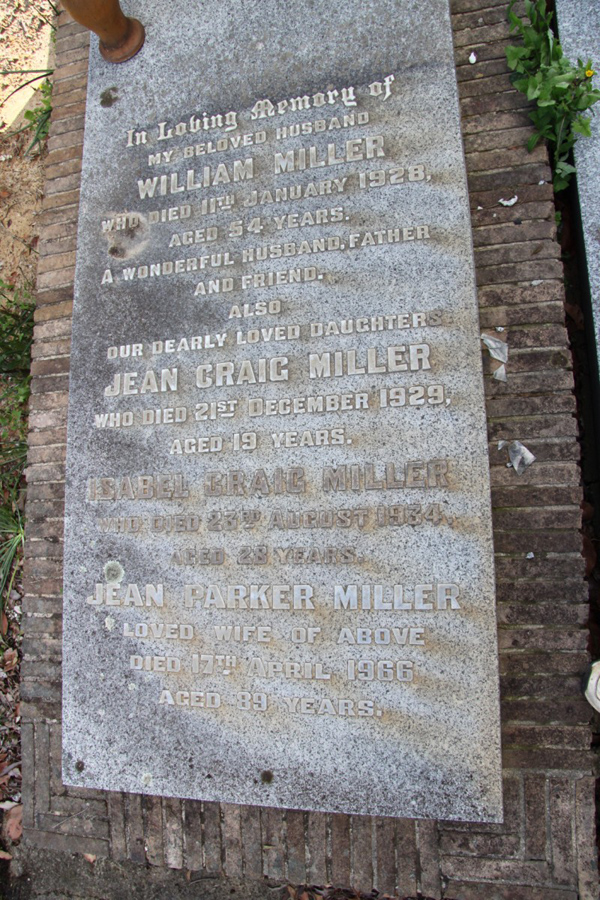 In Loving Memory of
MY BELOVED HUSBAND
WILLIAM MILLER
WHO DIED 11TH JANUARY 1928,
AGED 54 YEARS.
A WONDERFUL HUSBAND, FATHER
AND FRIEND.
ALSO
OUR DEARLY LOVED DAUGHTERS
JEAN CRAIG MILLER
WHO DIED 21ST DECEMBER 1929,
AGED 19 YEARS.
ISABEL CRAIG MILLER
WHO DIED 23RD AUGUST 1934,
AGED 28 YEARS.
JEAN PARKER MILLER
LOVED WIFE OF ABOVE
DIED 17TH APRIL 1966
AGED 89 YEARS.